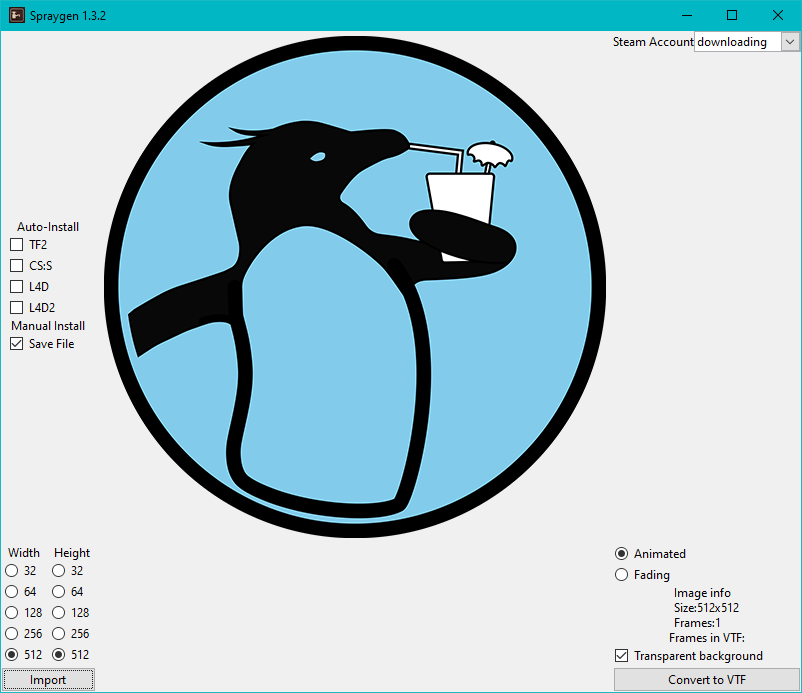 Spraygen 1.3.2
Steam Account downloading
Auto-Install
TF2
CS:S
L4D
L4D2
Manual Install
Save File
Width Height
32 32
64 64
128 128
256 256
512 512
Import
Animated
Fading
Image info
Size:512x512
Frames:1
Frames in VTF:
Transparent background
Convert to VTF